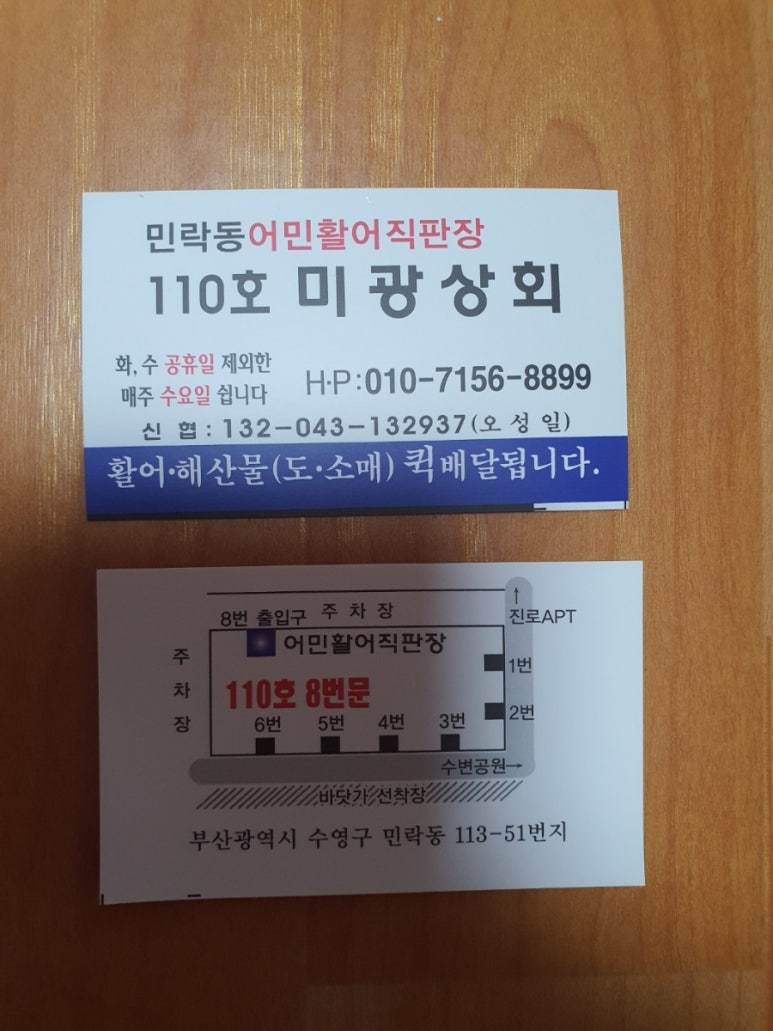 민락동어민활어직판장
110호 미광상회
화, 수 공휴일 제외한
매주 수요일 쉽니다
H·P:010-7156-8899
신 협 : 132-043-132937(오성일)
활어·해산물(도·소매) 퀵배달됩니다.
↑
8번 출입구 주 차 장
진로APT
어민활어직판장
주
차
장
1번
110호 8번문
2번
6번 5번 4번 3번
수변공원→
바닷가 선착장
부산광역시 수영구 민락동 113-51번지